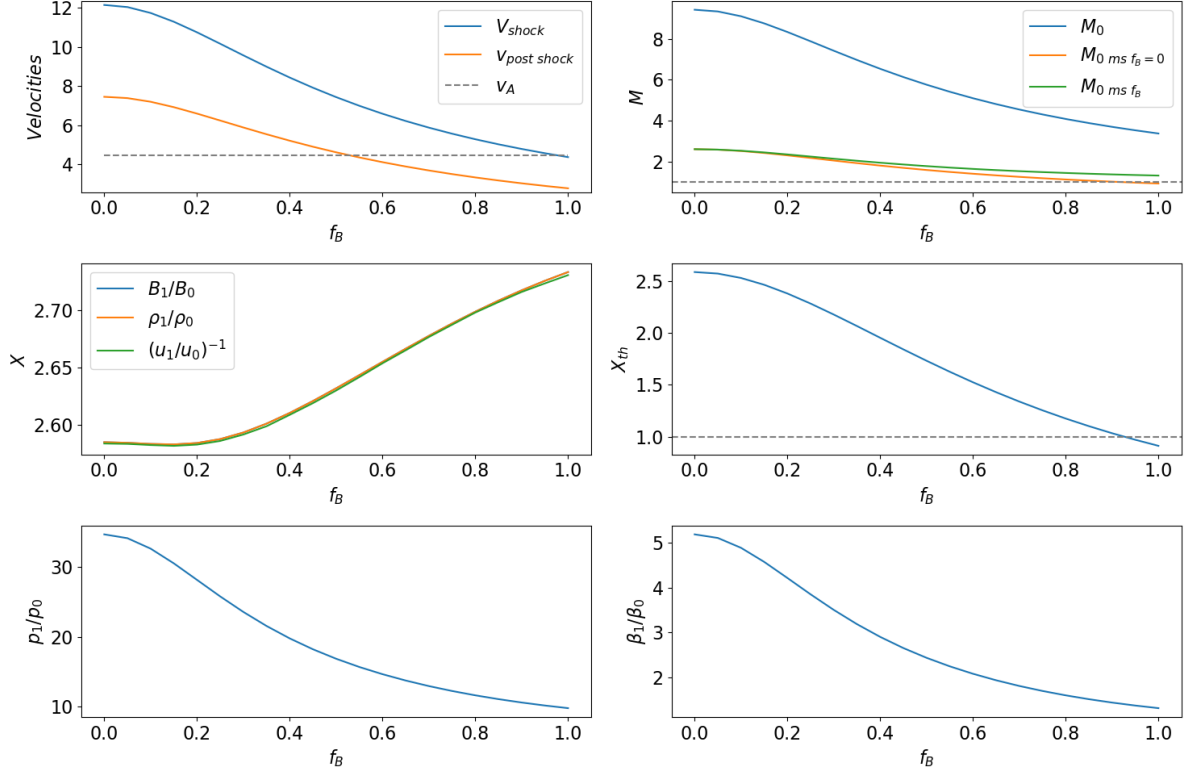 12
10
8
6
4
Velocities
V_shock
v_post shock
v_A
0.0 0.2 0.4 0.6 0.8 1.0
f_B
8
6
4
2
M
M_0
M_0 ms f_B=0
M_0 ms f_B
0.0 0.2 0.4 0.6 0.8 1.0
f_B
2.70
2.65
2.60
X
B_1/B_0
ρ_1/ρ_0
(u_1/u_0)^{-1}
0.0 0.2 0.4 0.6 0.8 1.0
f_B
2.5
2.0
1.5
1.0
X_th
0.0 0.2 0.4 0.6 0.8 1.0
f_B
30
20
10
p_1/p_0
0.0 0.2 0.4 0.6 0.8 1.0
f_B
5
4
3
2
β_1/β_0
0.0 0.2 0.4 0.6 0.8 1.0
f_B